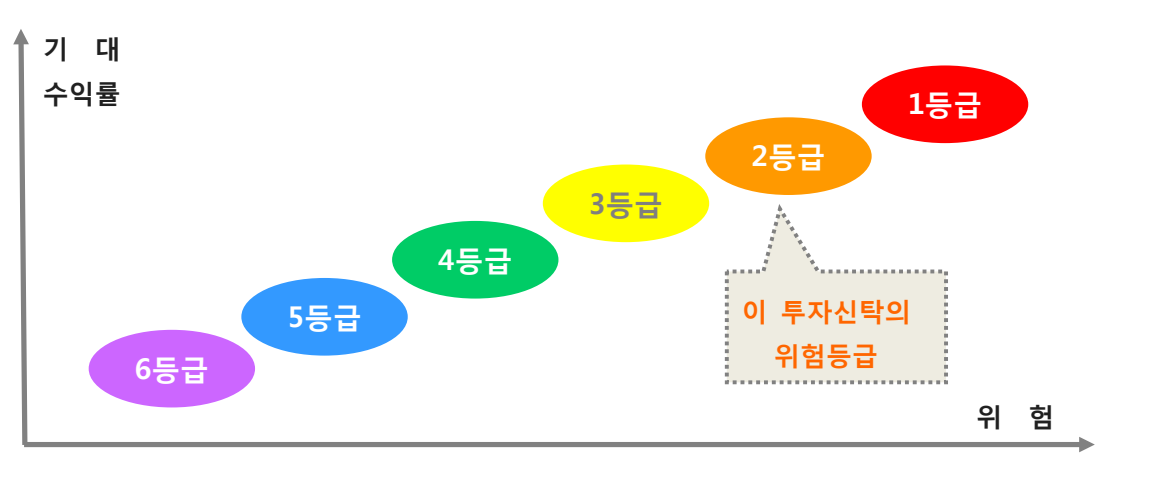 기 대
수익률
1등급
2등급
3등급
4등급
5등급
6등급
이 투자신탁의
위험등급
위 험